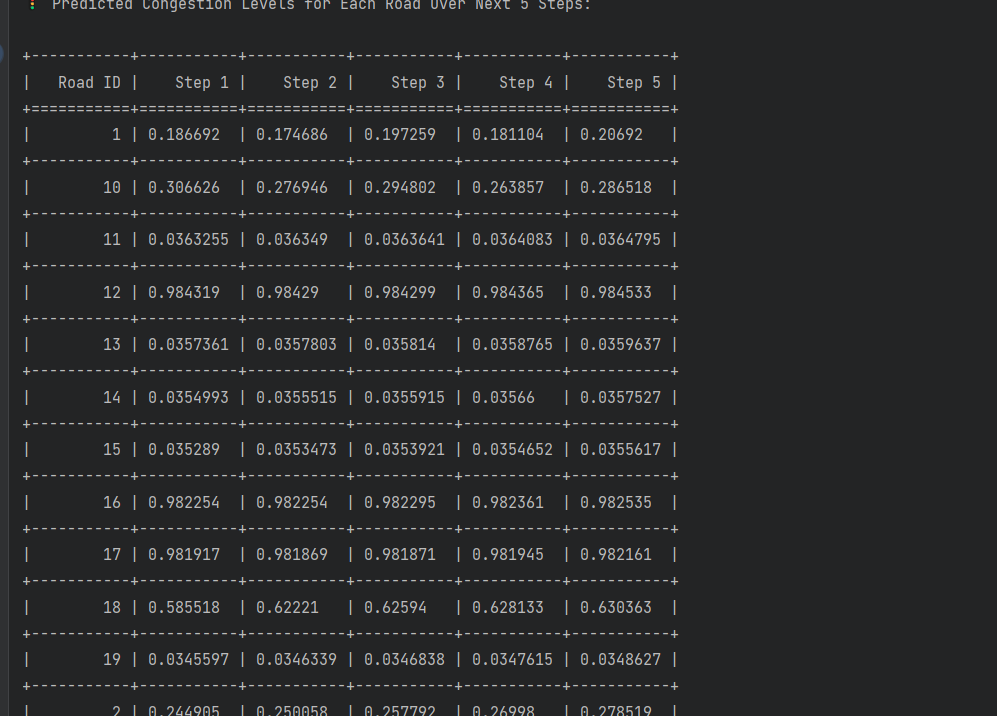 Predicted Congestion Levels for Each Road Over Next 5 Steps:
+-----------+-----------+-----------+-----------+-----------+-----------+
|   Road ID |    Step 1 |    Step 2 |    Step 3 |    Step 4 |    Step 5 |
+===========+===========+===========+===========+===========+===========+
|         1 | 0.186692  | 0.174686  | 0.197259  | 0.181104  | 0.20692   |
+-----------+-----------+-----------+-----------+-----------+-----------+
|        10 | 0.306626  | 0.276946  | 0.294802  | 0.263857  | 0.286518  |
+-----------+-----------+-----------+-----------+-----------+-----------+
|        11 | 0.0363255 | 0.036349  | 0.0363641 | 0.0364083 | 0.0364795 |
+-----------+-----------+-----------+-----------+-----------+-----------+
|        12 | 0.984319  | 0.98429   | 0.984299  | 0.984365  | 0.984533  |
+-----------+-----------+-----------+-----------+-----------+-----------+
|        13 | 0.0357361 | 0.0357803 | 0.035814  | 0.0358765 | 0.0359637 |
+-----------+-----------+-----------+-----------+-----------+-----------+
|        14 | 0.0354993 | 0.0355515 | 0.0355915 | 0.03566   | 0.0357527 |
+-----------+-----------+-----------+-----------+-----------+-----------+
|        15 | 0.035289  | 0.0353473 | 0.0353921 | 0.0354652 | 0.0355617 |
+-----------+-----------+-----------+-----------+-----------+-----------+
|        16 | 0.982254  | 0.982254  | 0.982295  | 0.982361  | 0.982535  |
+-----------+-----------+-----------+-----------+-----------+-----------+
|        17 | 0.981917  | 0.981869  | 0.981871  | 0.981945  | 0.982161  |
+-----------+-----------+-----------+-----------+-----------+-----------+
|        18 | 0.585518  | 0.62221   | 0.62594   | 0.628133  | 0.630363  |
+-----------+-----------+-----------+-----------+-----------+-----------+
|        19 | 0.0345597 | 0.0346339 | 0.0346838 | 0.0347615 | 0.0348627 |
+-----------+-----------+-----------+-----------+-----------+-----------+
|         2 | 0.244905  | 0.250058  | 0.257792  | 0.26998   | 0.278519  |